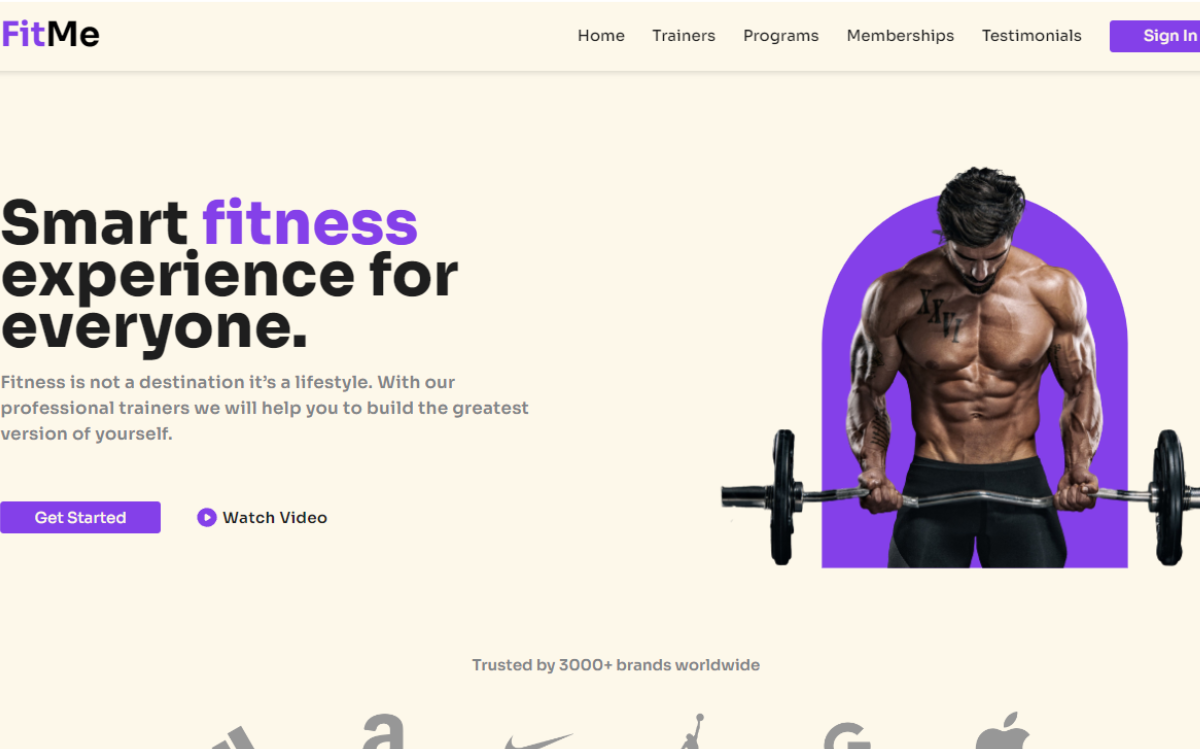 FitMe
Home Trainers Programs Memberships Testimonials Sign In
Smart fitness
experience for
everyone.
Fitness is not a destination it’s a lifestyle. With our
professional trainers we will help you to build the greatest
version of yourself.
Get Started Watch Video
XXVI
Trusted by 3000+ brands worldwide
a
G